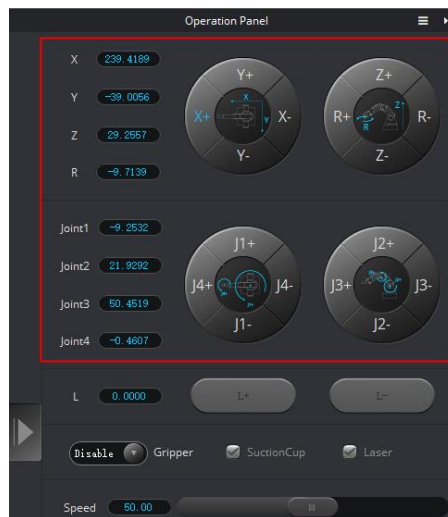 Operation Panel
X 239.4189
Y -39.0056
Z 29.2557
R -9.7139
Y+
X+ X-
Y-
Z+
R+ R-
Z-
X
Y
Z
R
Joint1 -9.2532
Joint2 21.9292
Joint3 50.4519
Joint4 -0.4607
J1+
J4+ J4-
J1-
J2+
J3+ J3-
J2-
L 0.0000 L+ L-
Disable Gripper SuctionCup Laser
Speed 50.00